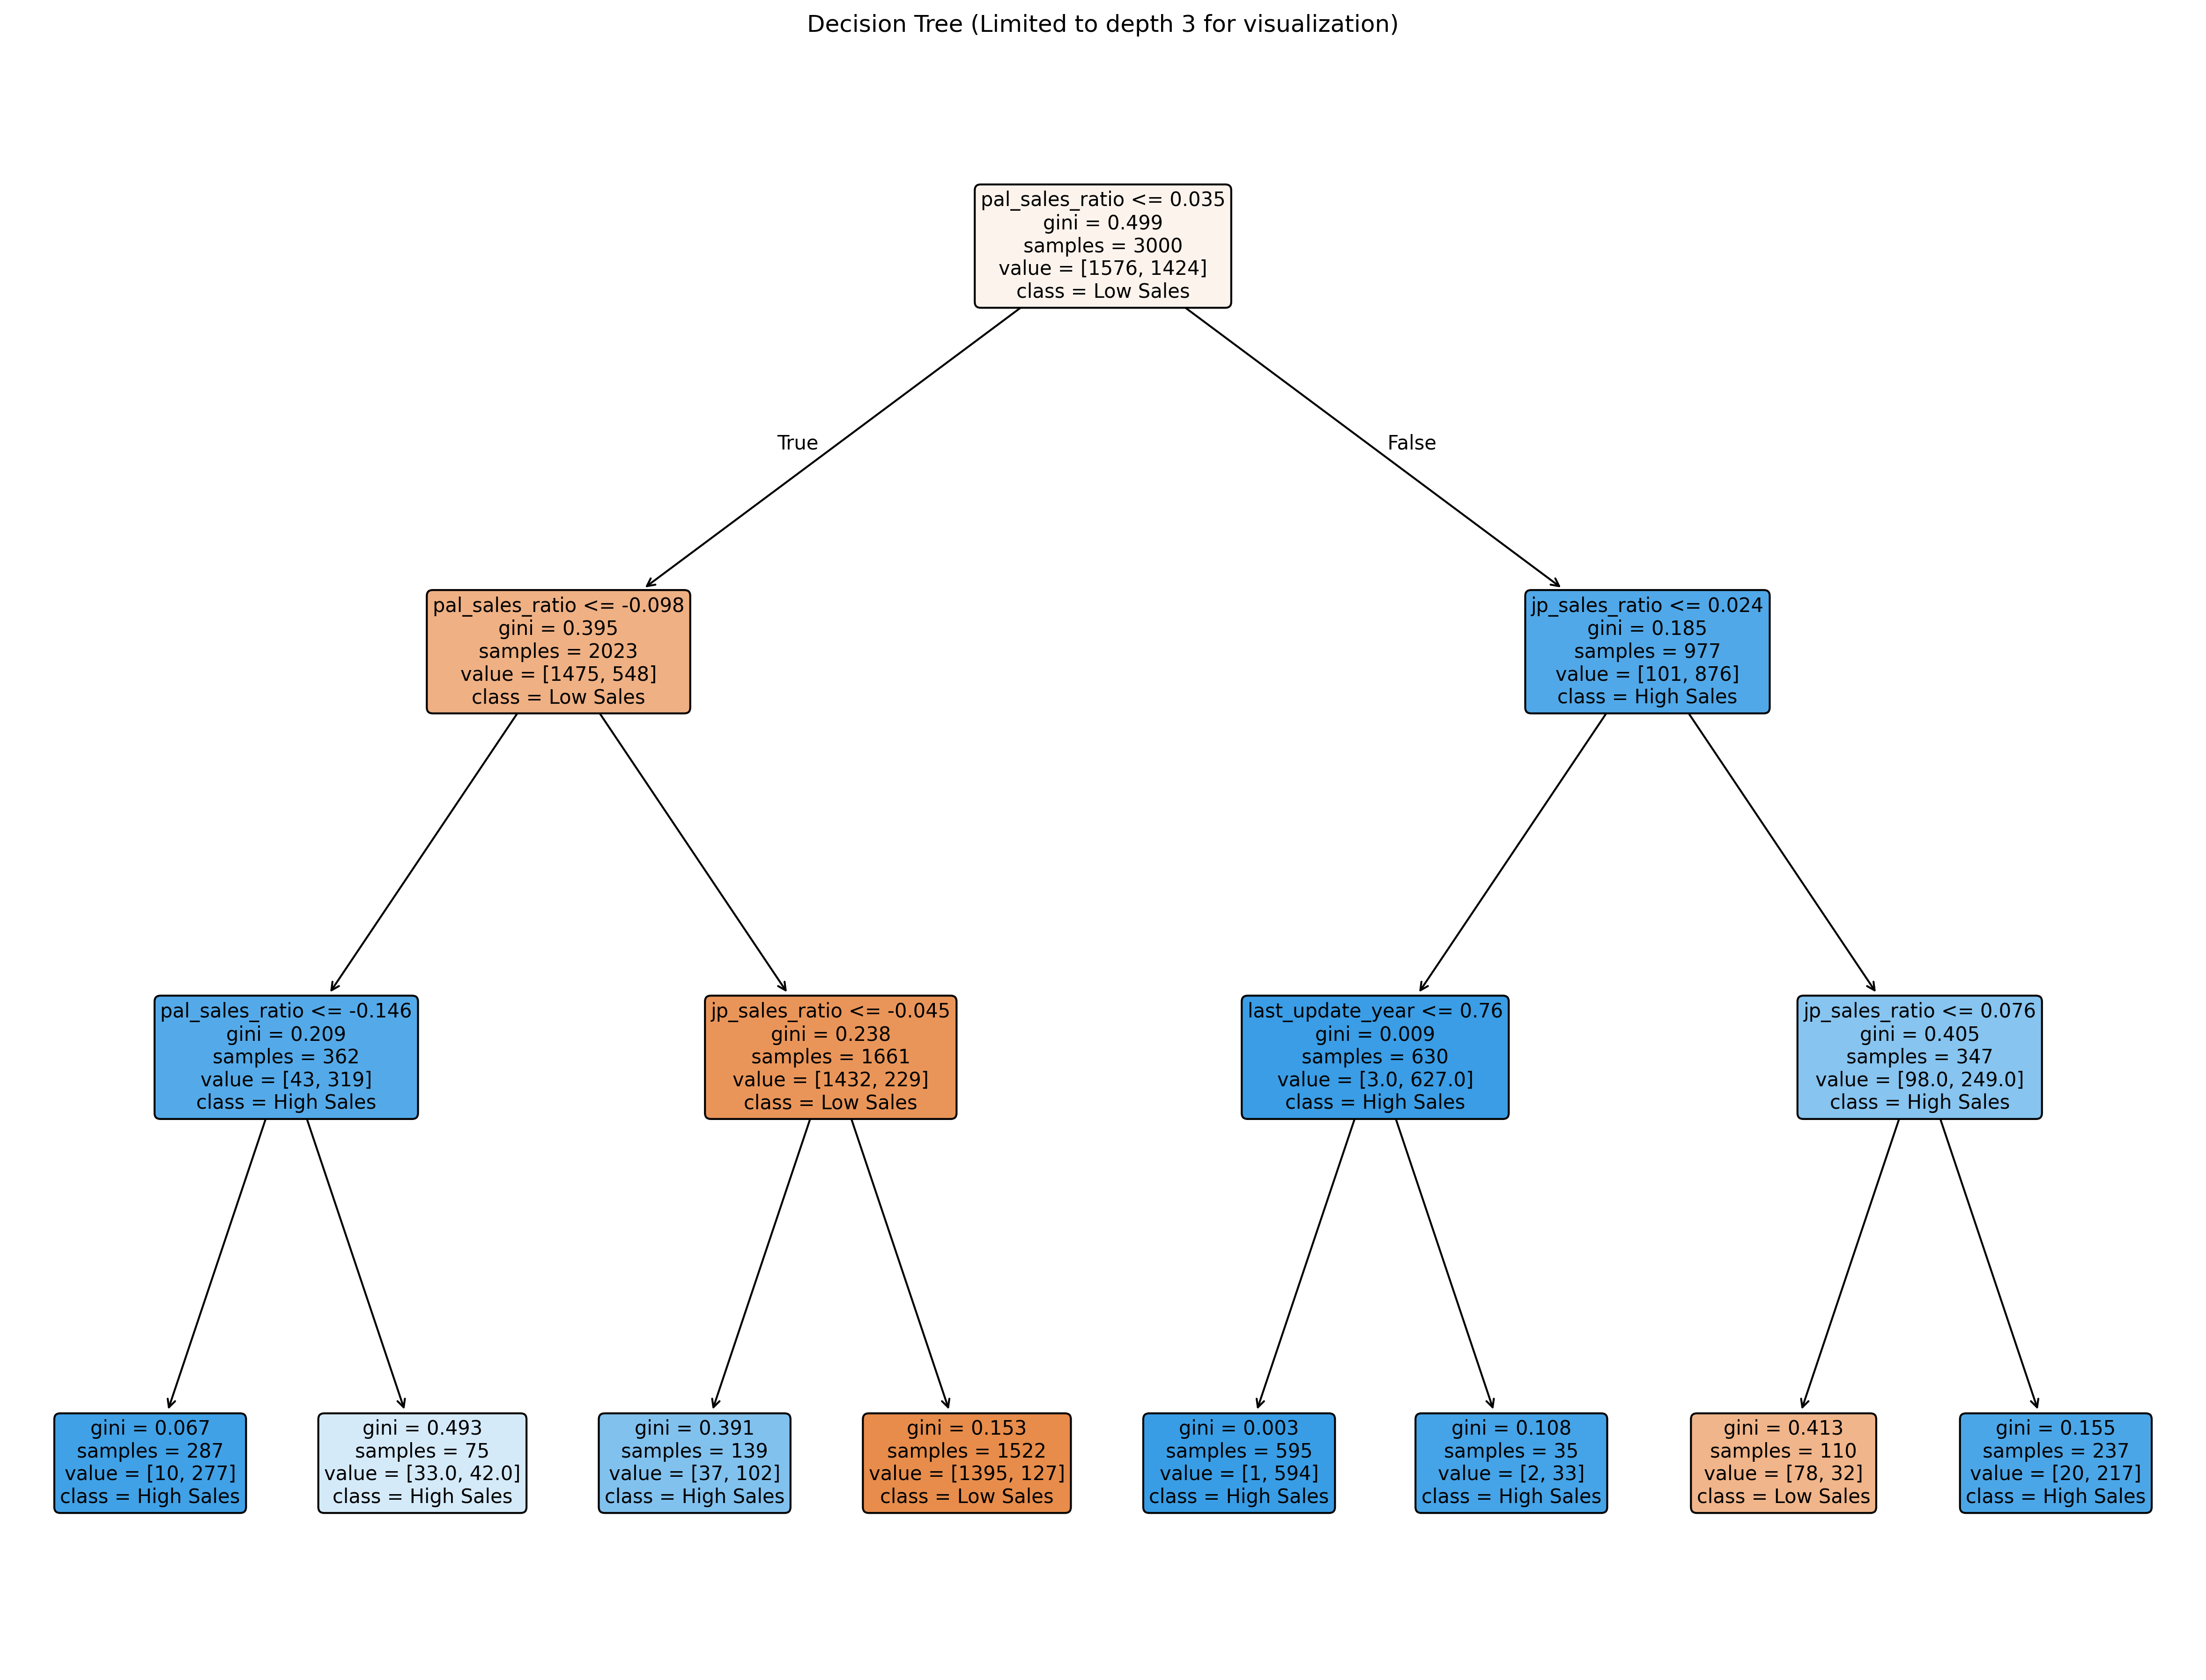 Decision Tree (Limited to depth 3 for visualization)
pal_sales_ratio <= 0.035
gini = 0.499
samples = 3000
value = [1576, 1424]
class = Low Sales
True
False
pal_sales_ratio <= -0.098
gini = 0.395
samples = 2023
value = [1475, 548]
class = Low Sales
jp_sales_ratio <= 0.024
gini = 0.185
samples = 977
value = [101, 876]
class = High Sales
pal_sales_ratio <= -0.146
gini = 0.209
samples = 362
value = [43, 319]
class = High Sales
jp_sales_ratio <= -0.045
gini = 0.238
samples = 1661
value = [1432, 229]
class = Low Sales
last_update_year <= 0.76
gini = 0.009
samples = 630
value = [3.0, 627.0]
class = High Sales
jp_sales_ratio <= 0.076
gini = 0.405
samples = 347
value = [98.0, 249.0]
class = High Sales
gini = 0.067
samples = 287
value = [10, 277]
class = High Sales
gini = 0.493
samples = 75
value = [33.0, 42.0]
class = High Sales
gini = 0.391
samples = 139
value = [37, 102]
class = High Sales
gini = 0.153
samples = 1522
value = [1395, 127]
class = Low Sales
gini = 0.003
samples = 595
value = [1, 594]
class = High Sales
gini = 0.108
samples = 35
value = [2, 33]
class = High Sales
gini = 0.413
samples = 110
value = [78, 32]
class = Low Sales
gini = 0.155
samples = 237
value = [20, 217]
class = High Sales